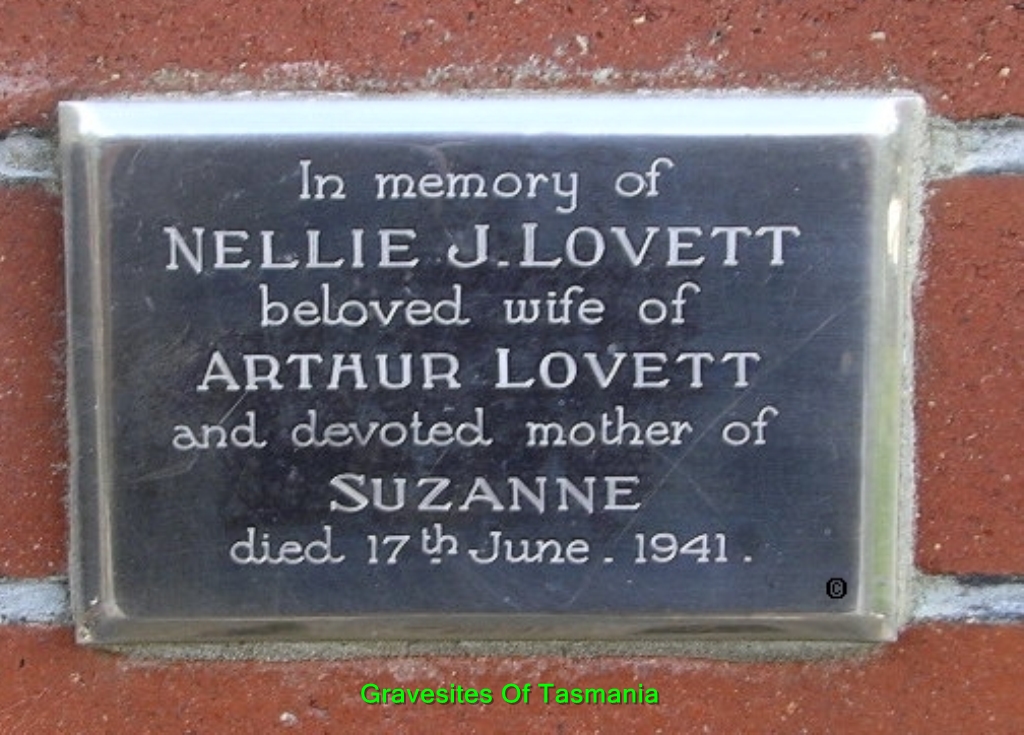 In memory of
NELLIE J. LOVETT
beloved wife of
ARTHUR LOVETT
and devoted mother of
SUZANNE
died 17th June. 1941.
©
Gravesites Of Tasmania